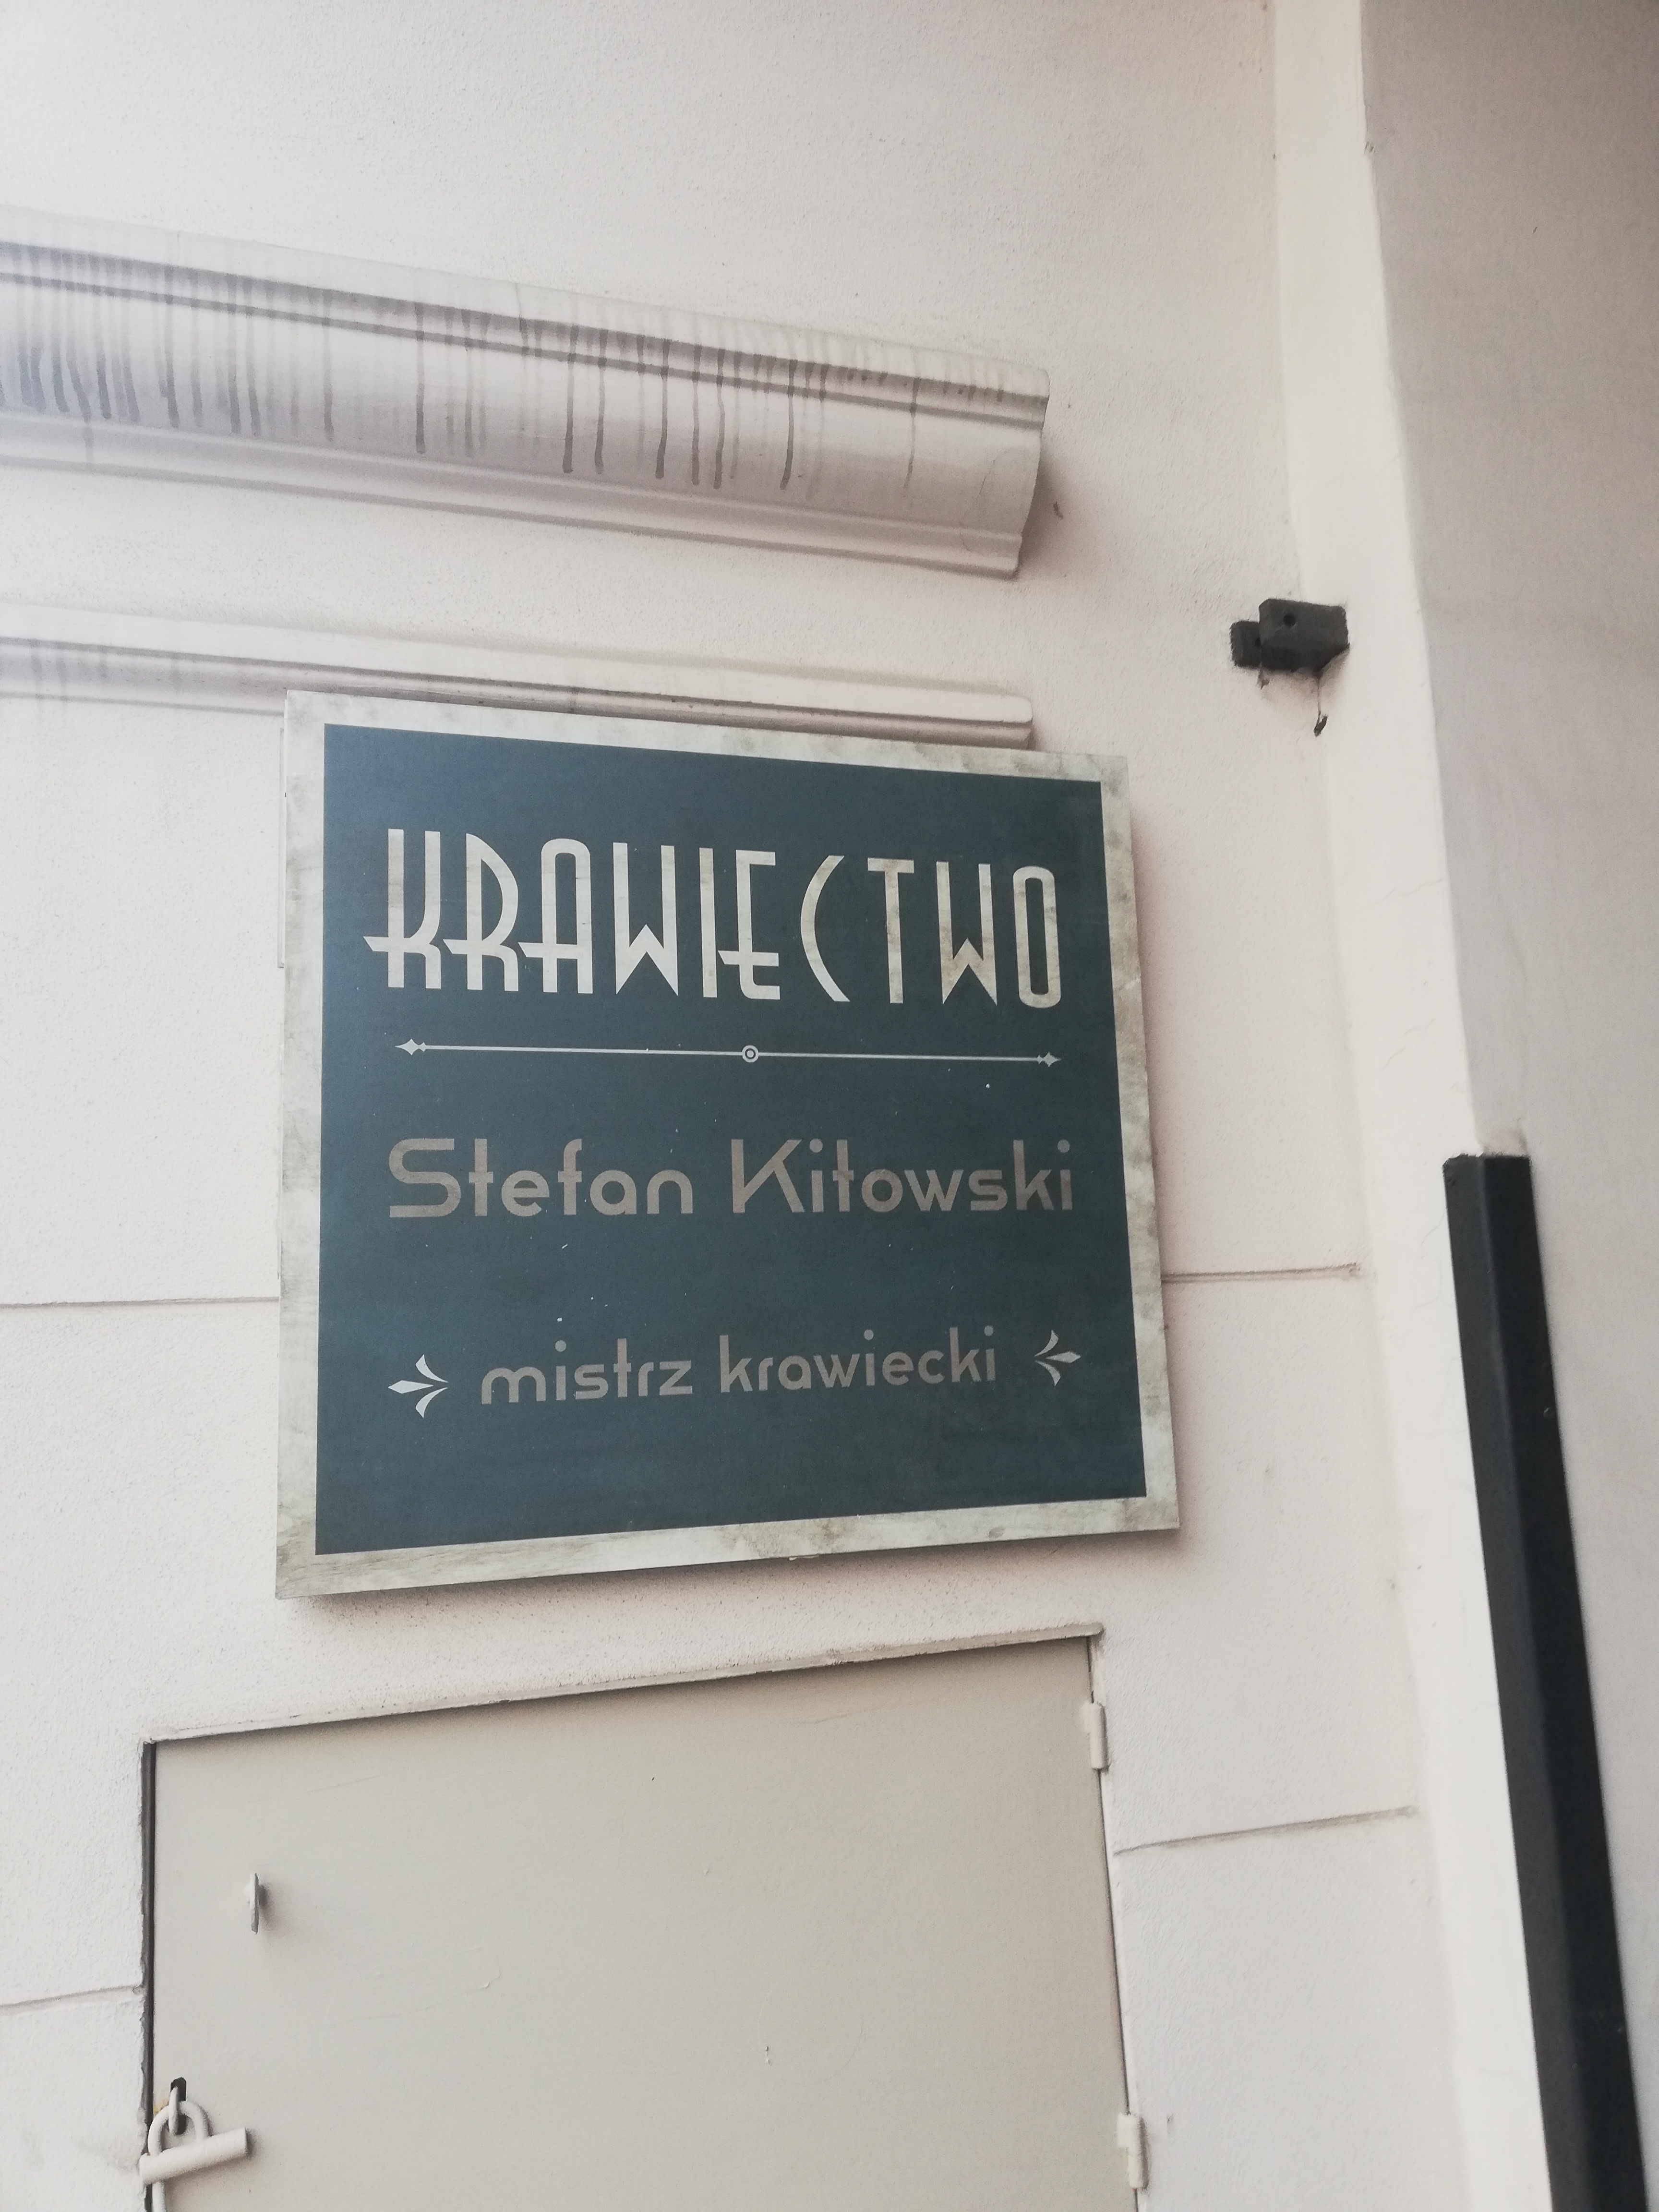 KRAWIECTWO
Stefan Kitowski
mistrz krawiecki